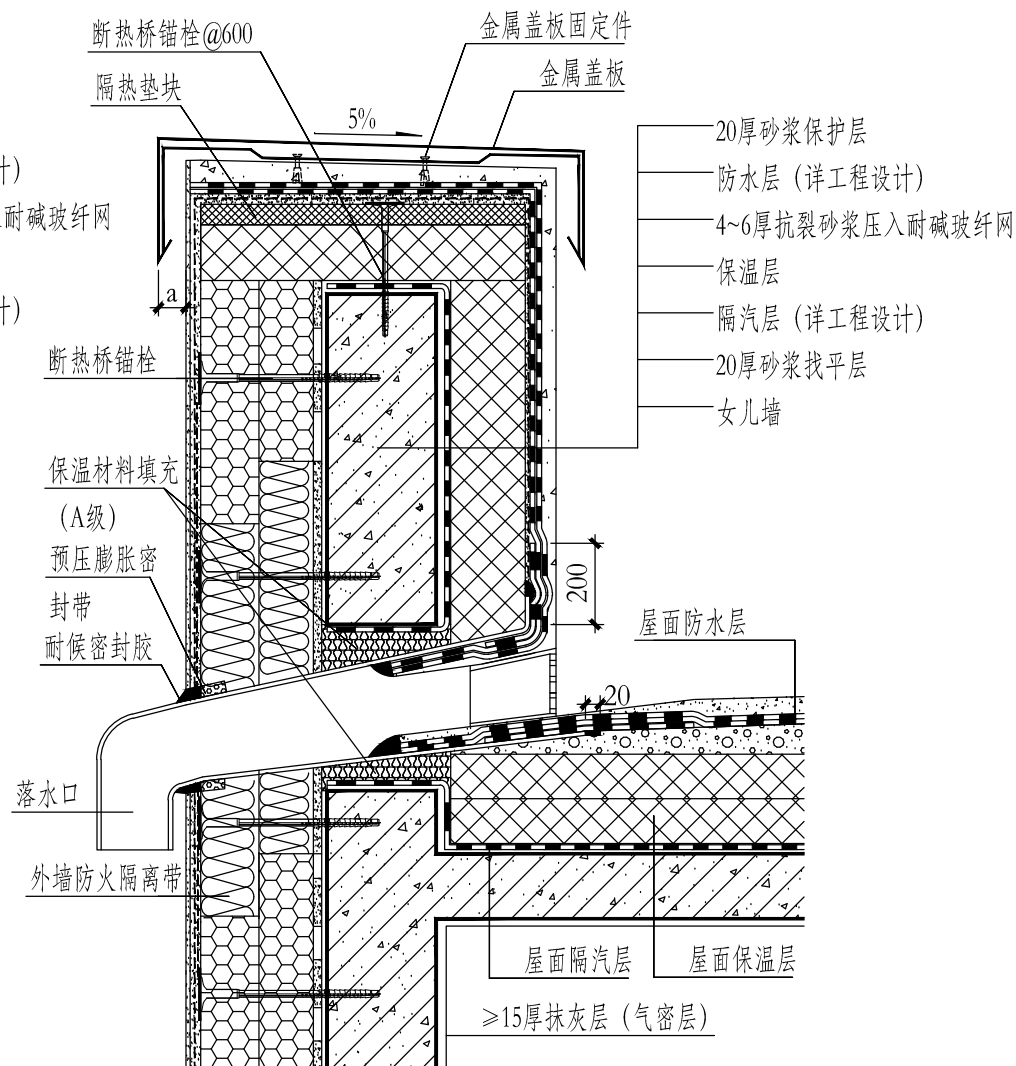 断热桥锚栓@600
隔热垫块
金属盖板固定件
金属盖板
5%
20厚砂浆保护层
防水层（详工程设计）
4~6厚抗裂砂浆压入耐碱玻纤网
保温层
隔汽层（详工程设计）
20厚砂浆找平层
女儿墙
计）
耐碱玻纤网
计）
a
断热桥锚栓
保温材料填充
（A级）
预压膨胀密
封带
耐候密封胶
200
屋面防水层
20
落水口
外墙防火隔离带
屋面隔汽层
屋面保温层
≥15厚抹灰层（气密层）